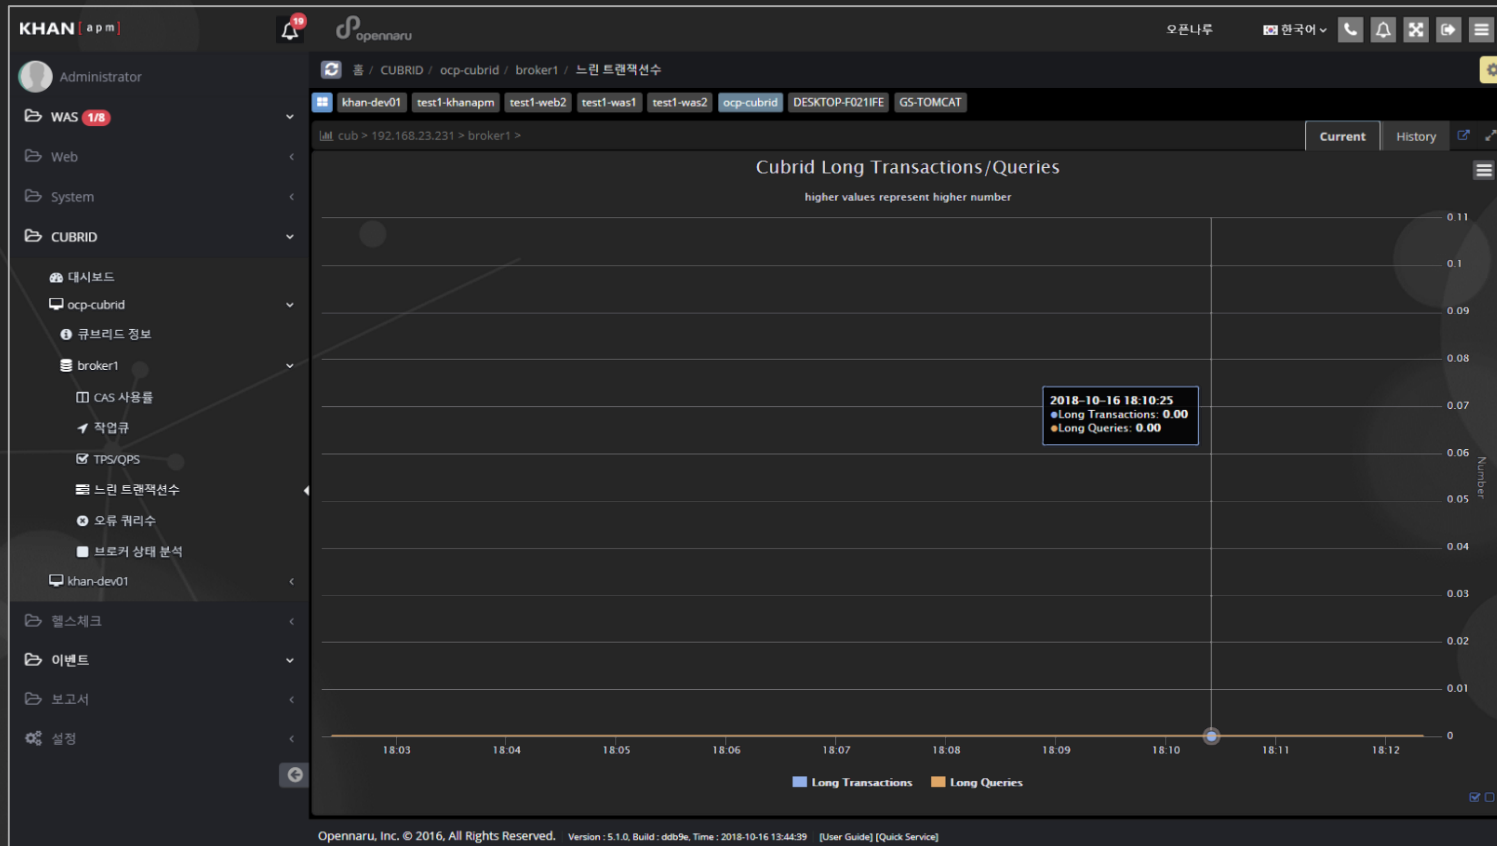 KHAN [apm]
19
opennaru
오픈나루
한국어
Administrator
홈 / CUBRID / ocp-cubrid / broker1 / 느린 트랜잭션수
khan-dev01 test1-khanapm test1-web2 test1-was1 test1-was2 ocp-cubrid DESKTOP-F021IFE GS-TOMCAT
WAS 1/8
Web
System
CUBRID
대시보드
ocp-cubrid
큐브리드 정보
broker1
CAS 사용률
작업큐
TPS/QPS
느린 트랜잭션수
오류 쿼리수
브로커 상태 분석
khan-dev01
헬스체크
이벤트
보고서
설정
cub > 192.168.23.231 > broker1 >
Current History
Cubrid Long Transactions/Queries
higher values represent higher number
0.11
0.1
0.09
0.08
0.07
0.06
0.05
0.04
0.03
0.02
0.01
0
Number
2018-10-16 18:10:25
Long Transactions: 0.00
Long Queries: 0.00
18:03 18:04 18:05 18:06 18:07 18:08 18:09 18:10 18:11 18:12
Long Transactions Long Queries
Opennaru, Inc. © 2016, All Rights Reserved. Version : 5.1.0, Build : ddb9e, Time : 2018-10-16 13:44:39 [User Guide] [Quick Service]